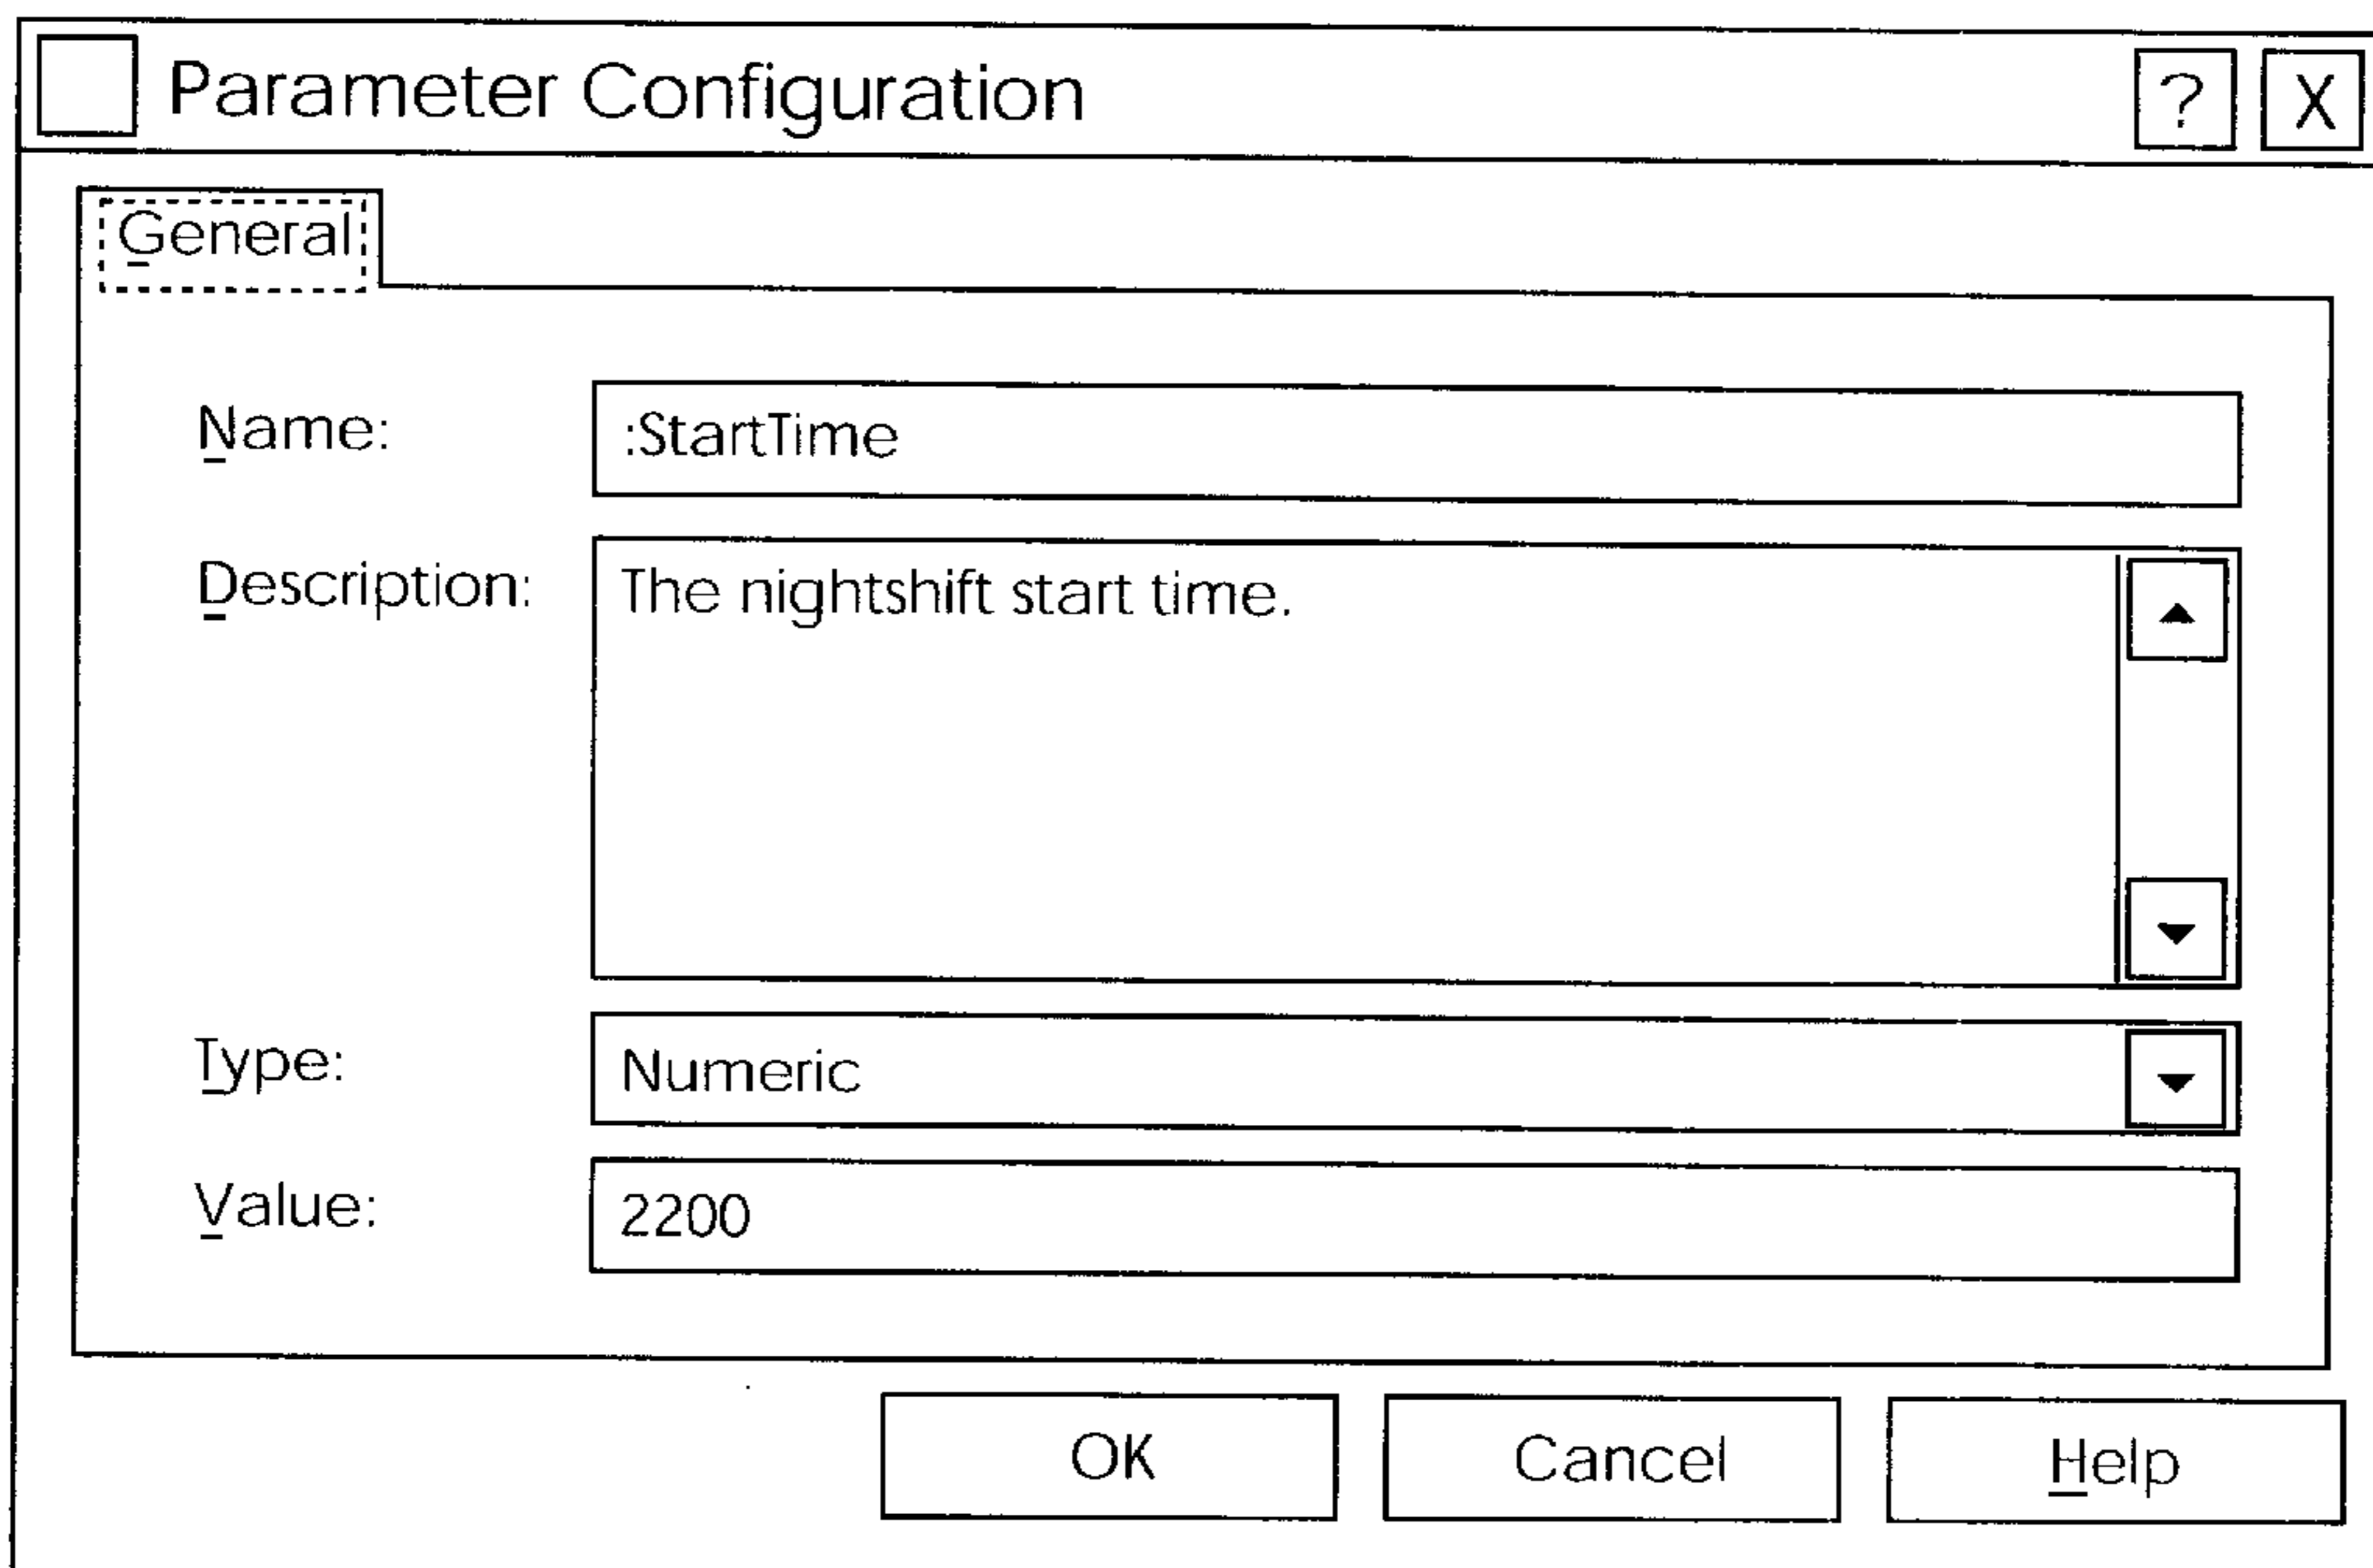 Parameter Configuration ? X
General
Name: :StartTime
Description: The nightshift start time.
Type: Numeric
Value: 2200
OK Cancel Help